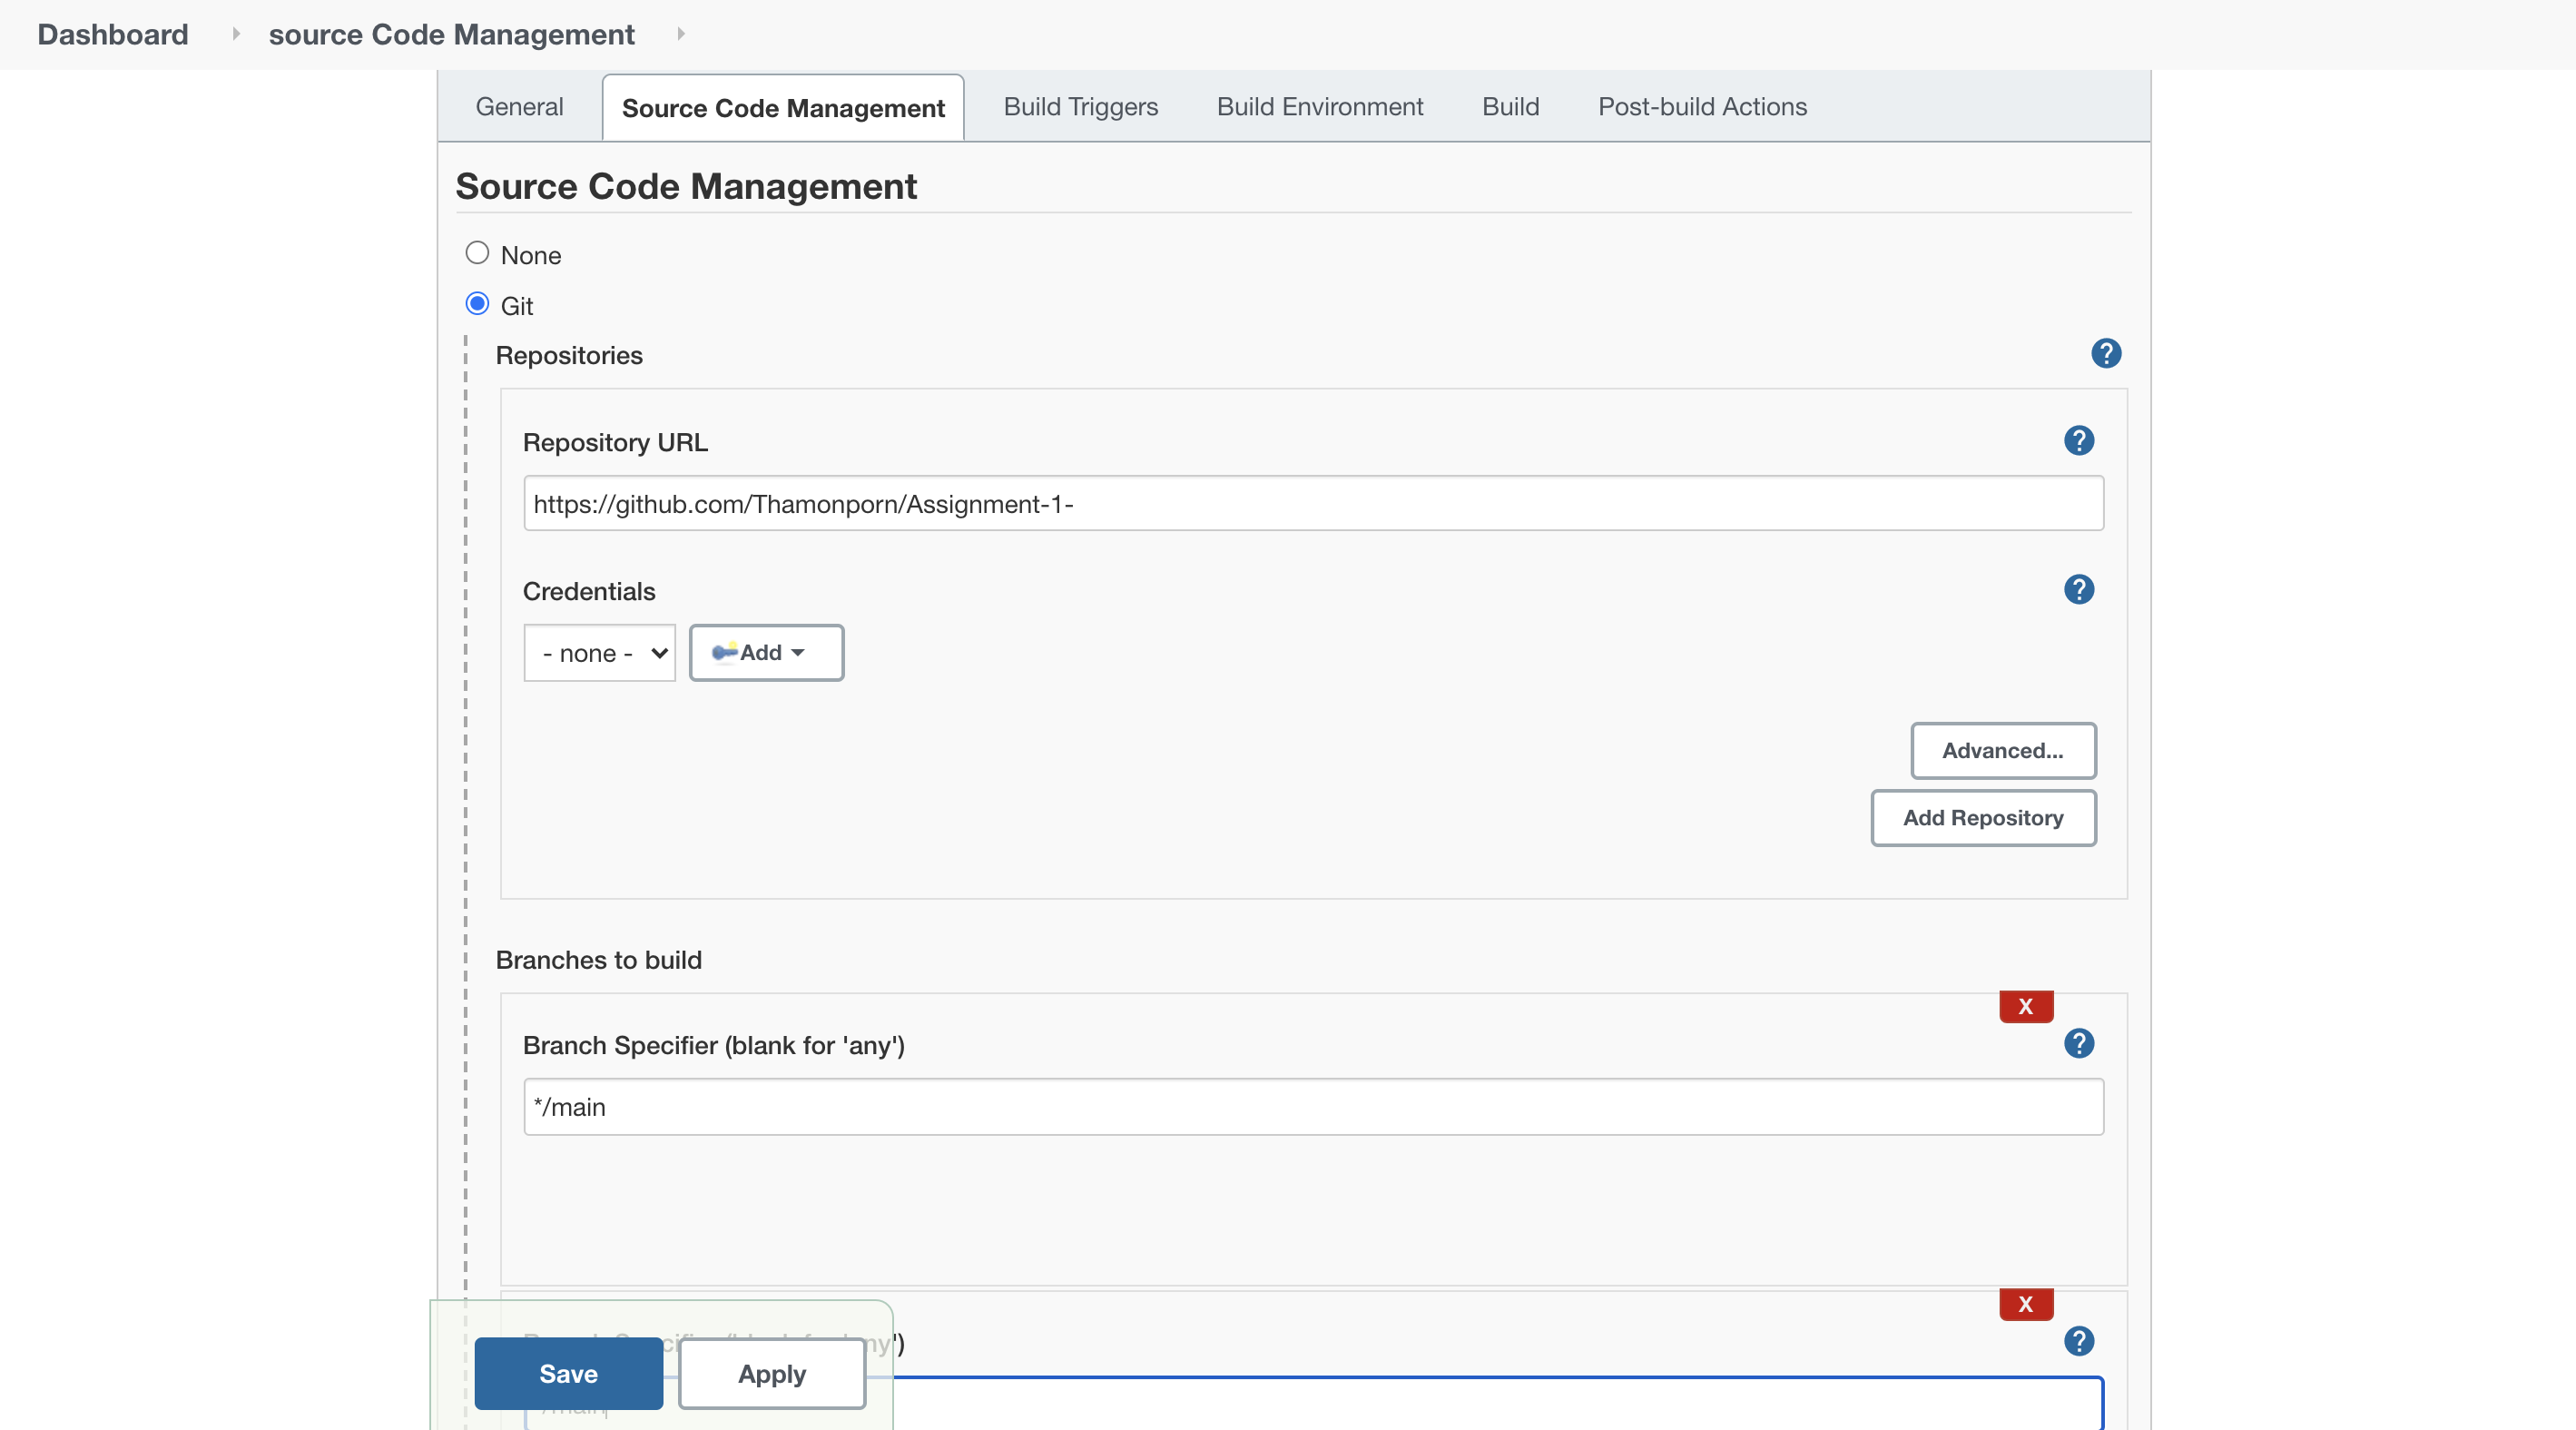 Dashboard
source Code Management
General
Source Code Management
Build Triggers
Build Environment
Build
Post-build Actions
Source Code Management
None
Git
Repositories
?
Repository URL
?
https://github.com/Thamonporn/Assignment-1-
Credentials
?
- none -
Add
Advanced...
Add Repository
Branches to build
X
Branch Specifier (blank for 'any')
?
*/main
X
?
Save
Apply